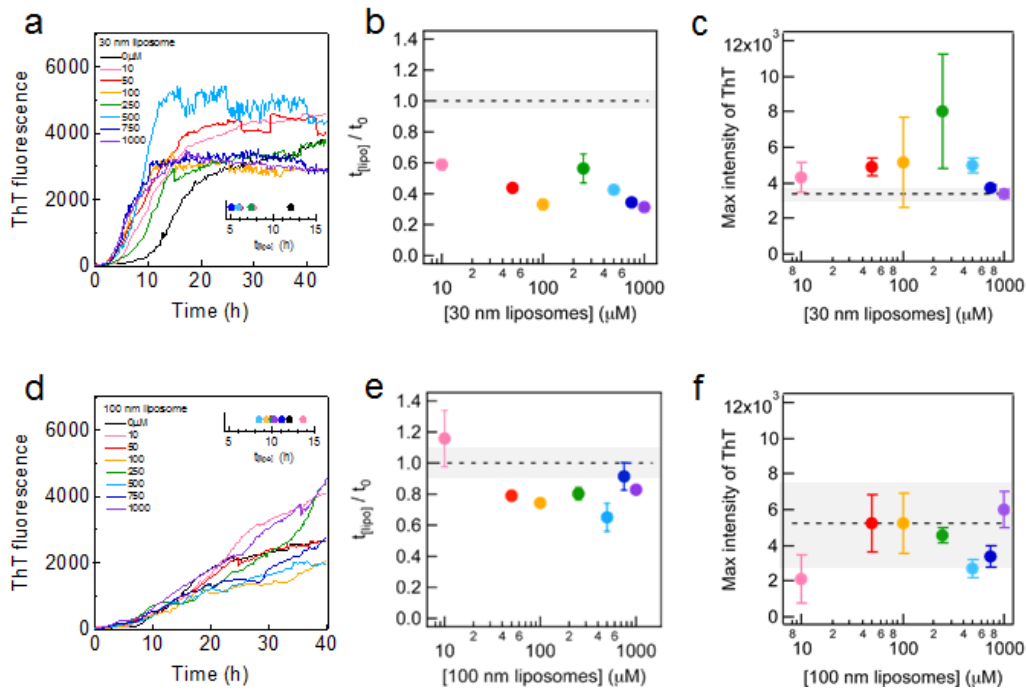 a
30 nm liposome
0μM
10
50
100
250
500
750
1000
6000
4000
2000
0
ThT fluorescence
5 10 15
(h)
0 10 20 30 40
Time (h)
b
1.4
1.2
1.0
0.8
0.6
0.4
0.2
0.0
t[lipo] / t0
10 2 4 6 100 2 4 6 1000
[30 nm liposomes] (μM)
c
12x10³
10
8
6
4
2
0
Max intensity of ThT
8 10 2 4 6 8 100 2 4 6 8 1000
[30 nm liposomes] (μM)
d
100 nm liposome
0μM
10
50
100
250
500
750
1000
6000
4000
2000
0
ThT fluorescence
5 10 15
(h)
0 10 20 30 40
Time (h)
e
1.4
1.2
1.0
0.8
0.6
0.4
0.2
0.0
t[lipo] / t0
10 2 4 6 100 2 4 6 1000
[100 nm liposomes] (μM)
f
12x10³
10
8
6
4
2
0
Max intensity of ThT
8 10 2 4 6 8 100 2 4 6 8 1000
[100 nm liposomes] (μM)